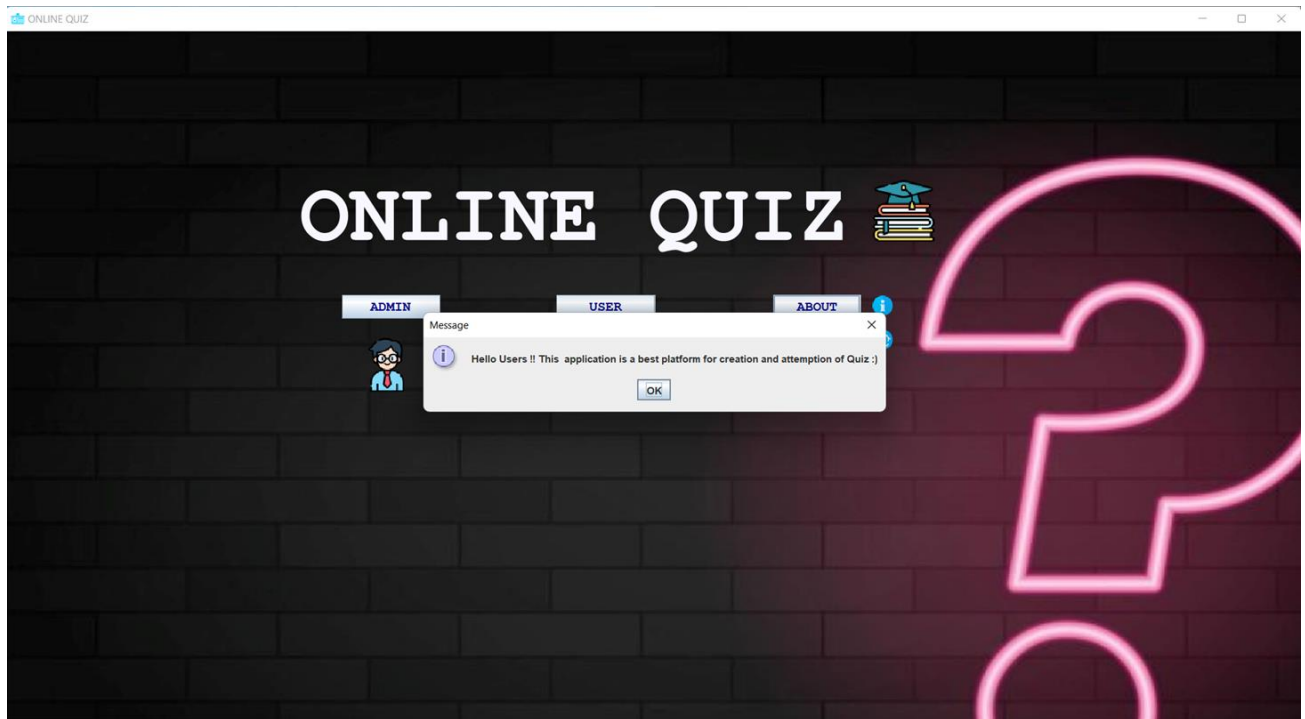 ONLINE QUIZ
ONLINE QUIZ
ADMIN USER ABOUT
Message
Hello Users !! This application is a best platform for creation and attemption of Quiz :)
OK